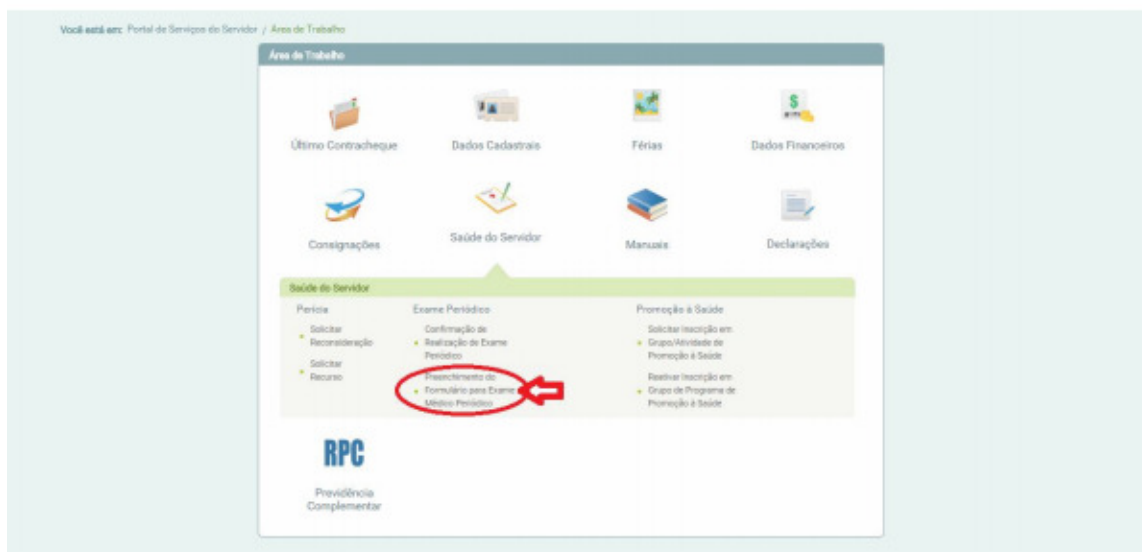 Você está em: Portal de Serviços do Servidor / Área de Trabalho
Área de Trabalho
Último Contracheque
Dados Cadastrais
Férias
Dados Financeiros
Consignações
Saúde do Servidor
Manuais
Declarações
Saúde do Servidor
Perícia
Solicitar
Reconsideração
Solicitar
Recurso
Exame Periódico
Confirmação de
Realização de Exame
Periódico
Preenchimento do
Formulário para Exame
Médico Periódico
Promoção à Saúde
Solicitar Inscrição em
Grupo/Atividade de
Promoção à Saúde
Reativar Inscrição em
Grupo de Programa de
Promoção à Saúde
RPC
Previdência
Complementar